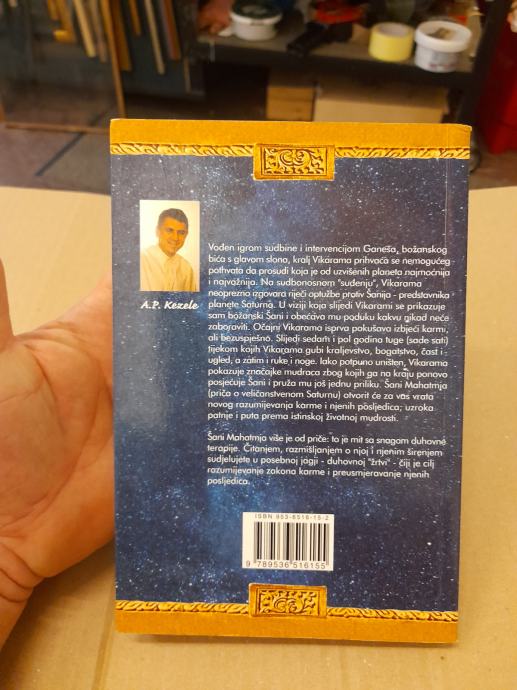 Vođen igrom sudbine i intervencijom Ganeša, božanskog
bića s glavom slona, kralj Vikarama prihvaća se nemogućeg
pothvata da prosudi koja je od uzvišenih planeta najmoćnija
i najvažnija. Na sudbonosnom "suđenju", Vikarama
neoprezno izgovara riječi optužbe protiv Šanija - predstavnika
planete Saturna. U viziji koja slijedi Vikarami se prikazuje
sam božanski Šani i obećava mu poduku kakvu nikad neće
zaboraviti. Očajni Vikarama isprva pokušava izbjeći karmi,
ali bezuspješno. Slijedi sedam i pol godina tuge (sade sati)
tijekom kojih Vikarama gubi kraljevstvo, bogatstvo, čast i
ugled, a zatim i ruke i noge. Iako potpuno uništen, Vikarama
pokazuje značajke mudraca zbog kojih ga na kraju ponovo
posjećuje Šani i pruža mu još jednu priliku. Šani Mahatmja
(priča o veličanstvenom Saturnu) otvorit će za vas vrata
novog razumijevanja karme i njenih posljedica; uzroka
patnje i puta prema istinskoj životnoj mudrosti.
A.P. Kezele
Šani Mahatmja više je od priče: to je mit sa snagom duhovne
terapije. Čitanjem, razmišljanjem o njoj i njenim širenjem
sudjelujete u posebnoj jagji - duhovnoj "žrtvi" - čiji je cilj
razumijevanje zakona karme i preusmjeravanje njenih
posljedica.
ISBN 953-6516-15-2
9 789536 516155